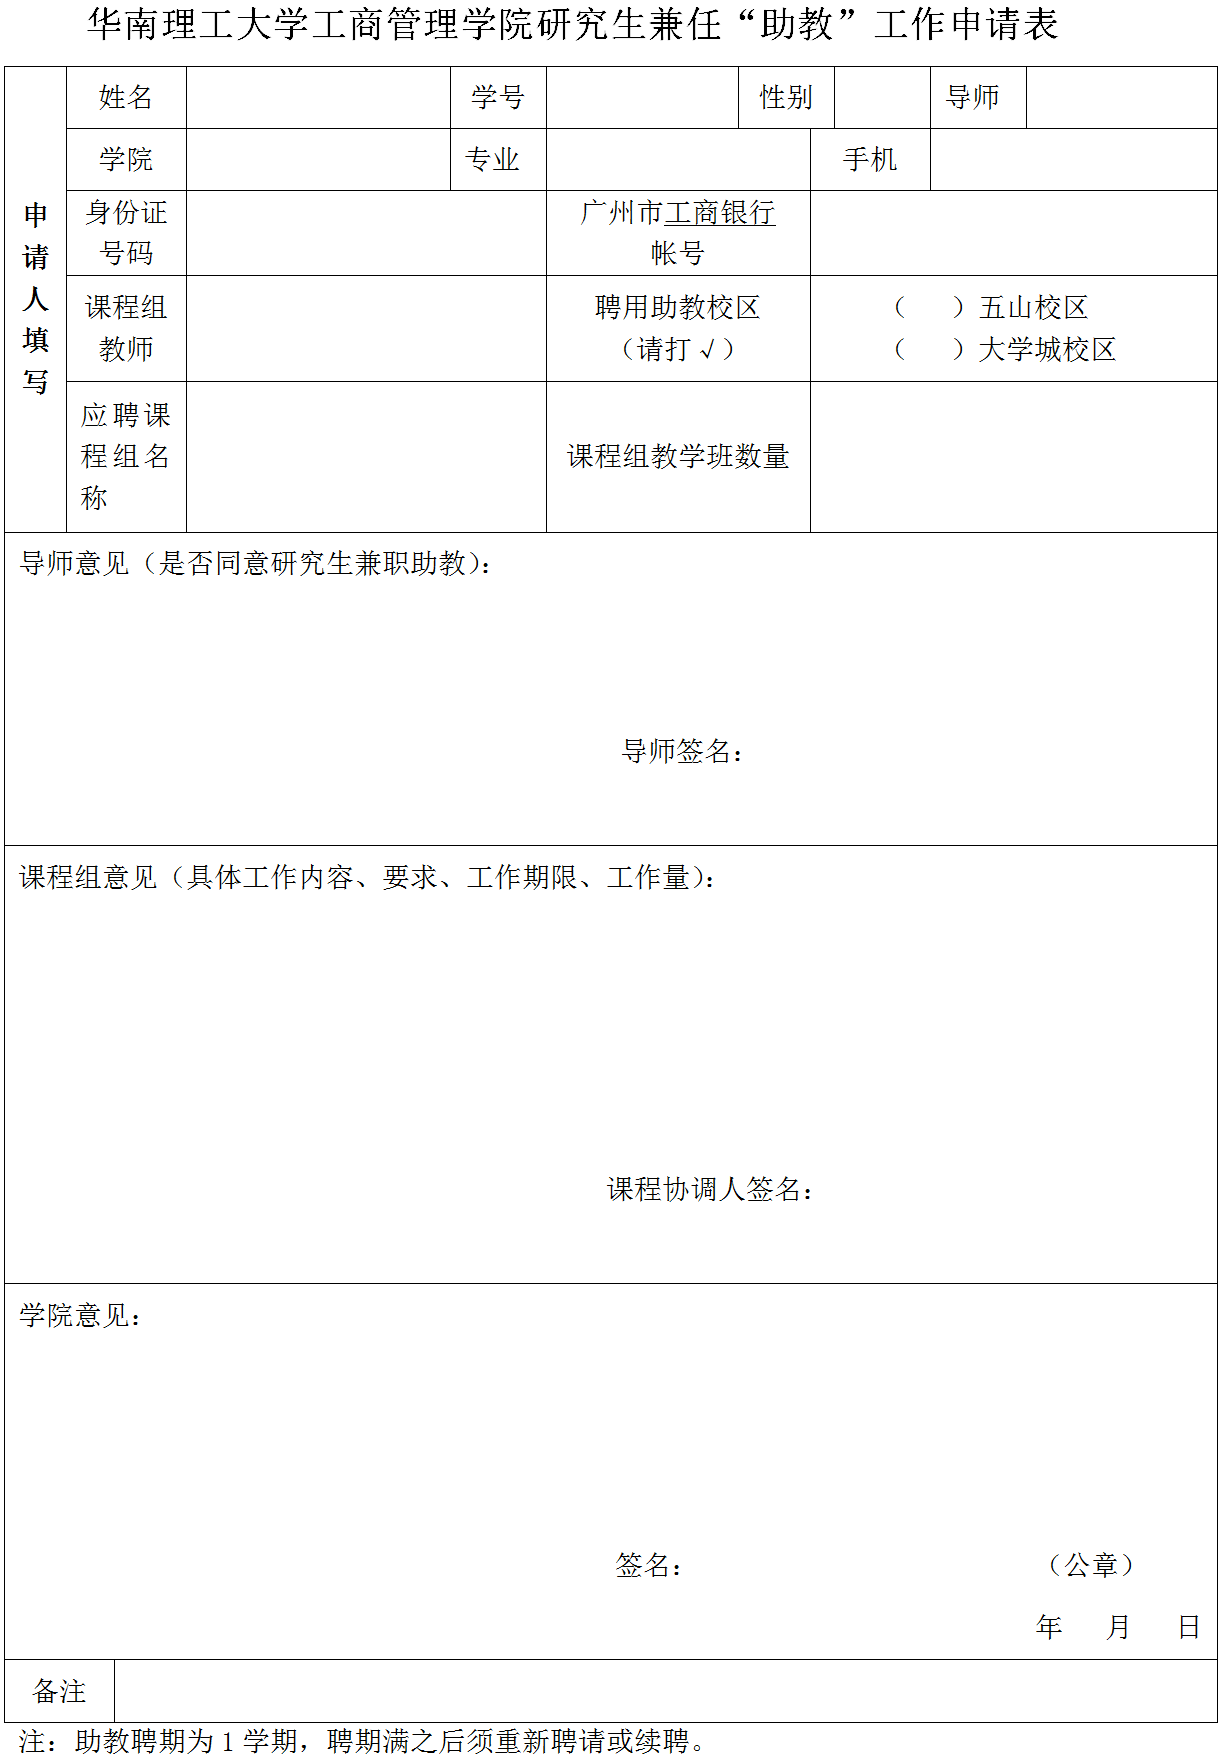 华南理工大学工商管理学院研究生兼任“助教”工作申请表
申请人填写
姓名 学号 性别 导师
学院 专业 手机
身份证 广州市工商银行
号码 帐号
课程组 聘用助教校区 （ ）五山校区
教师 （请打√） （ ）大学城校区
应聘课
程组名 课程组教学班数量
称
导师意见（是否同意研究生兼职助教）：
导师签名：
课程组意见（具体工作内容、要求、工作期限、工作量）：
课程协调人签名：
学院意见：
签名： （公章）
年 月 日
备注
注：助教聘期为1学期，聘期满之后须重新聘请或续聘。